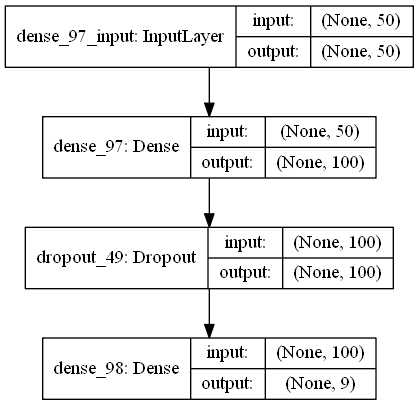 dense_97_input: InputLayer
input: (None, 50)
output: (None, 50)
dense_97: Dense
input: (None, 50)
output: (None, 100)
dropout_49: Dropout
input: (None, 100)
output: (None, 100)
dense_98: Dense
input: (None, 100)
output: (None, 9)